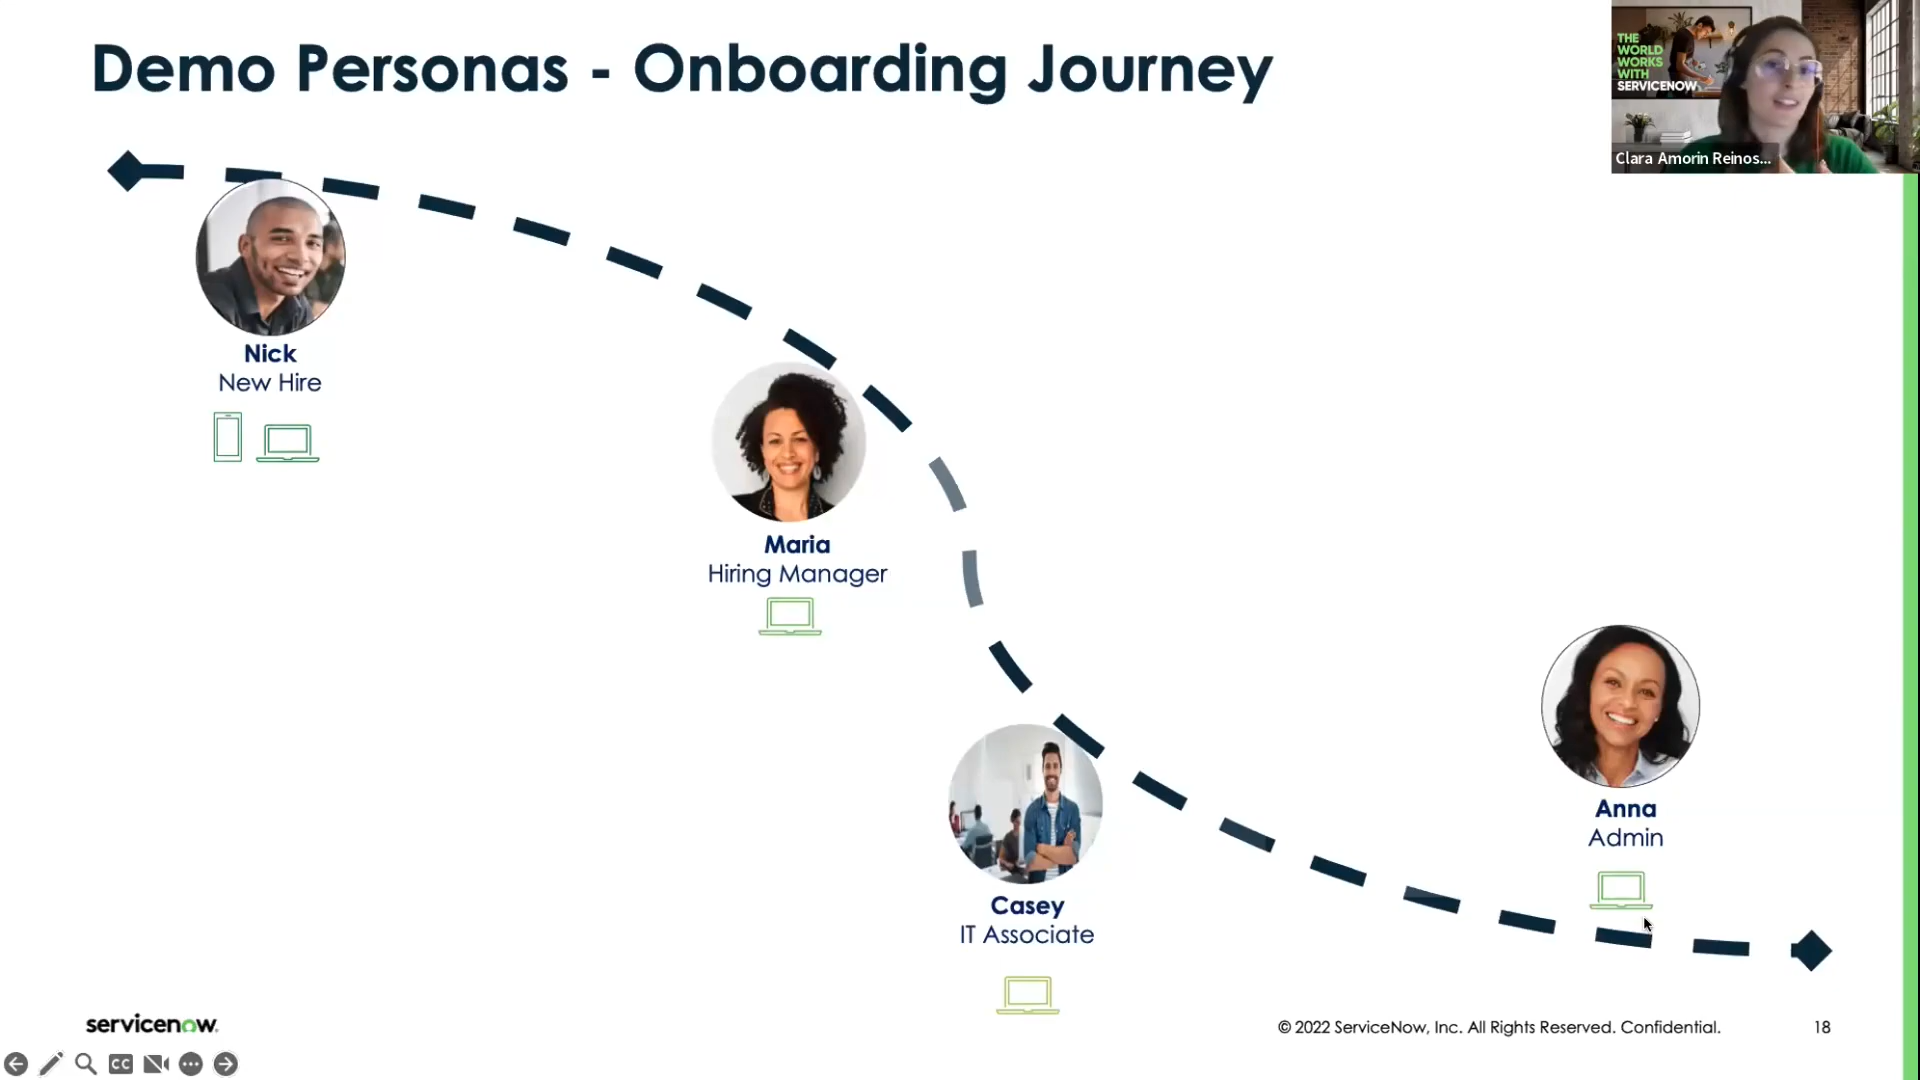 Demo Personas - Onboarding Journey
THE
WORLD
WORKS
WITH
SERVICENOW
Clara Amorin Reinos...
Nick
New Hire
Maria
Hiring Manager
Anna
Admin
Casey
IT Associate
servicenow.
© 2022 ServiceNow, Inc. All Rights Reserved. Confidential.
18
CC